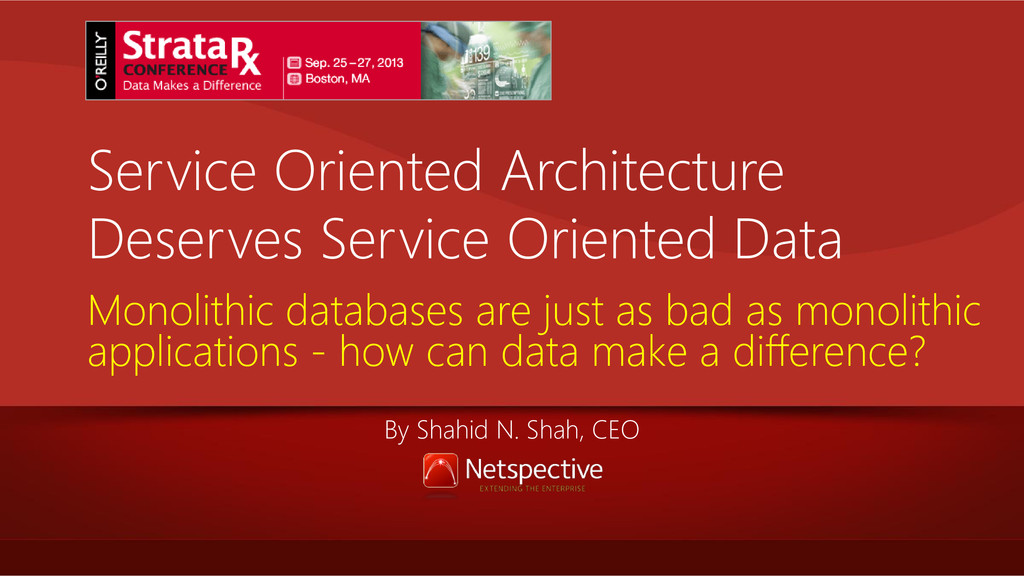 O'REILLY
StrataRx
CONFERENCE
Data Makes a Difference
Sep. 25 – 27, 2013
Boston, MA
139
Service Oriented Architecture
Deserves Service Oriented Data
Monolithic databases are just as bad as monolithic
applications - how can data make a difference?
By Shahid N. Shah, CEO
Netspective
EXTENDING THE ENTERPRISE